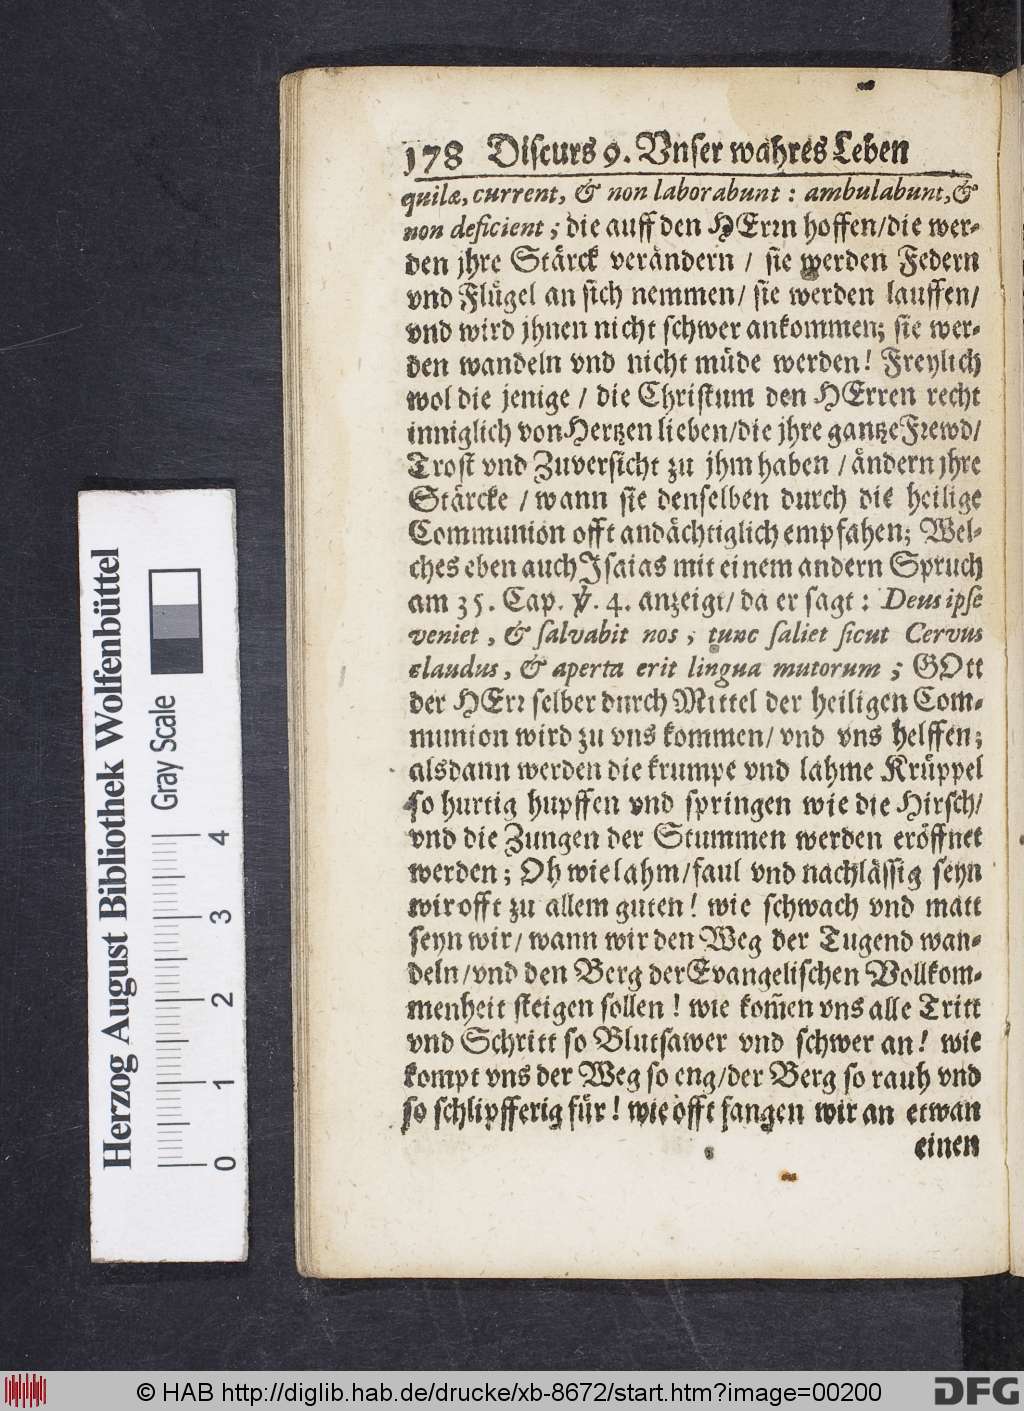 178 Discurs 9. Vnser wahres Leben
quilæ, current, & non laborabunt : ambulabunt, &
non deficient ; die auff den HErrn hoffen/die wer-
den jhre Stärck verändern / sie werden Federn
vnd Flügel an sich nemmen/ sie werden lauffen/
vnd wird jhnen nicht schwer ankommen; sie wer-
den wandeln vnd nicht müde werden! Freylich
wol die jenige / die Christum den HErren recht
inniglich von Hertzen lieben/die jhre gantze Frewd/
Trost vnd Zuversicht zu jhm haben / ändern jhre
Stärcke / wann sie denselben durch die heilige
Communion offt andächtiglich empfahen; Wel-
ches eben auch Isaias mit einem andern Spruch
am 35. Cap. ℣. 4. anzeigt/ da er sagt : Deus ipse
veniet , & salvabit nos , tunc saliet sicut Cervus
claudus , & aperta erit lingua mutorum ; GOtt
der HErr selber durch Mittel der heiligen Com-
munion wird zu vns kommen/ vnd vns helffen;
alsdann werden die krumpe vnd lahme Krüppel
so hurtig hupffen vnd springen wie die Hirsch/
vnd die Zungen der Stummen werden eröffnet
werden; Oh wie lahm/faul vnd nachlässig seyn
wir offt zu allem guten! wie schwach vnd matt
seyn wir/ wann wir den Weg der Tugend wan-
deln/vnd den Berg der Evangelischen Vollkom-
menheit steigen sollen! wie kom̃en vns alle Tritt
vnd Schritt so Blutsawer vnd schwer an! wie
kompt vns der Weg so eng/der Berg so rauh vnd
so schlipfferig für! wie offt fangen wir an etwan
einen
Herzog August Bibliothek Wolfenbüttel
Gray Scale
0 1 2 3 4
© HAB http://diglib.hab.de/drucke/xb-8672/start.htm?image=00200
DFG